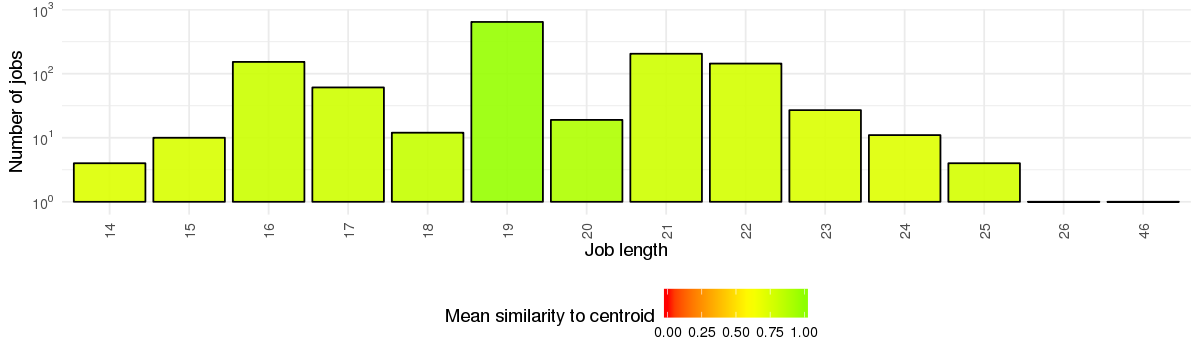 Number of jobs
10³
10²
10¹
10⁰
14 15 16 17 18 19 20 21 22 23 24 25 26 46
Job length
Mean similarity to centroid
0.00 0.25 0.50 0.75 1.00